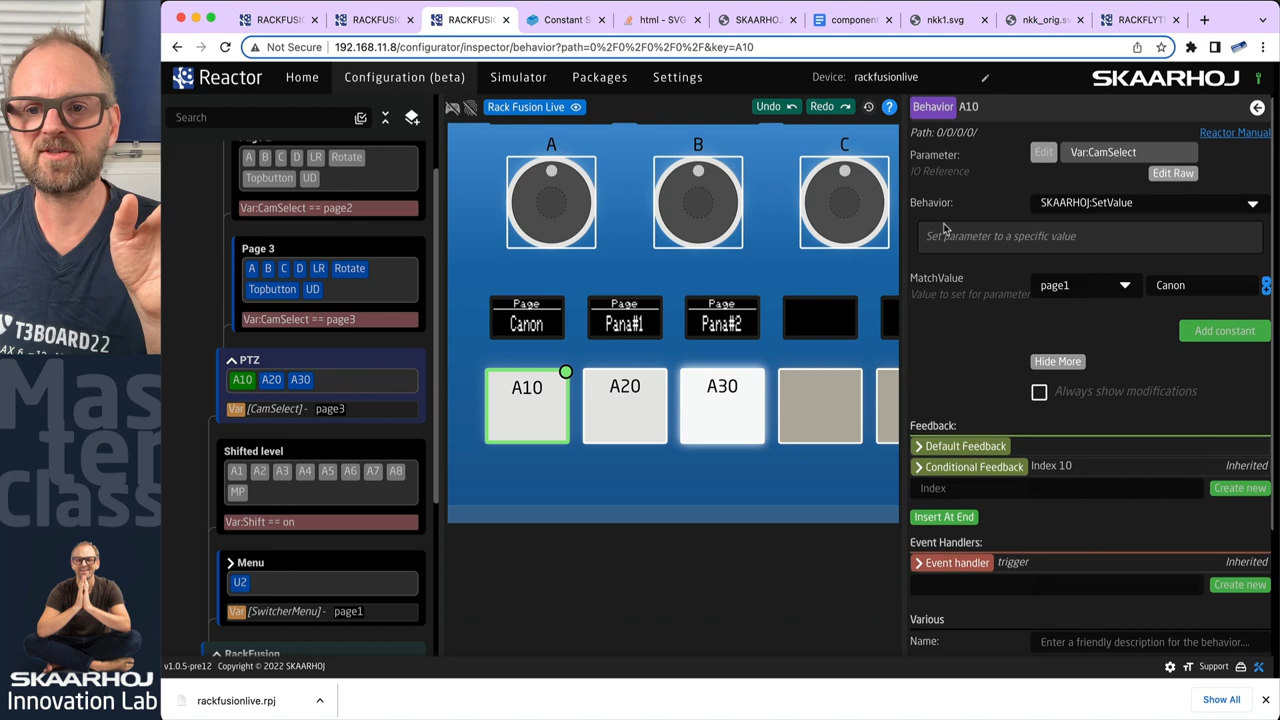 RACKFUSIO
RACKFUSIO
RACKFUSIO
Constant S
html - SVG
SKAARHOJ
component
nkk1.svg
nkk_orig.sv
RACKFLYT
Not Secure
192.168.11.8/configurator/inspector/behavior?path=0%2F0%2F0%2F0%2F&key=A10
Reactor
Home
Configuration (beta)
Simulator
Packages
Settings
Device:
rackfusionlive
SKAARHOJ
Search
A B C D LR Rotate
Topbutton UD
Var:CamSelect == page2
Page 3
A B C D LR Rotate
Topbutton UD
Var:CamSelect == page3
PTZ
A10 A20 A30
Var [CamSelect] - page3
Shifted level
A1 A2 A3 A4 A5 A6 A7 A8
MP
Var:Shift == on
Menu
U2
Var [SwitcherMenu] - page1
RackFusion
v1.0.5-pre12 Copyright © 2022 SKAARHOJ
Rack Fusion Live
Undo
Redo
?
A
B
C
Page
Canon
Page
Pana#1
Page
Pana#2
A10
A20
A30
Behavior A10
Path: 0/0/0/0/
Reactor Manual
Parameter:
IO Reference
Edit
Var:CamSelect
Edit Raw
Behavior:
SKAARHOJ:SetValue
Set parameter to a specific value
MatchValue
Value to set for parameter
page1
Canon
Add constant
Hide More
Always show modifications
Feedback:
Default Feedback
Conditional Feedback
Index 10
Inherited
Index
Create new
Insert At End
Event Handlers:
Event handler
trigger
Inherited
Create new
Various
Name:
Enter a friendly description for the behavior....
Support
T3BOARD22
Mas
ter
Class
SKAARHOJ
Innovation Lab
rackfusionlive.rpj
Show All